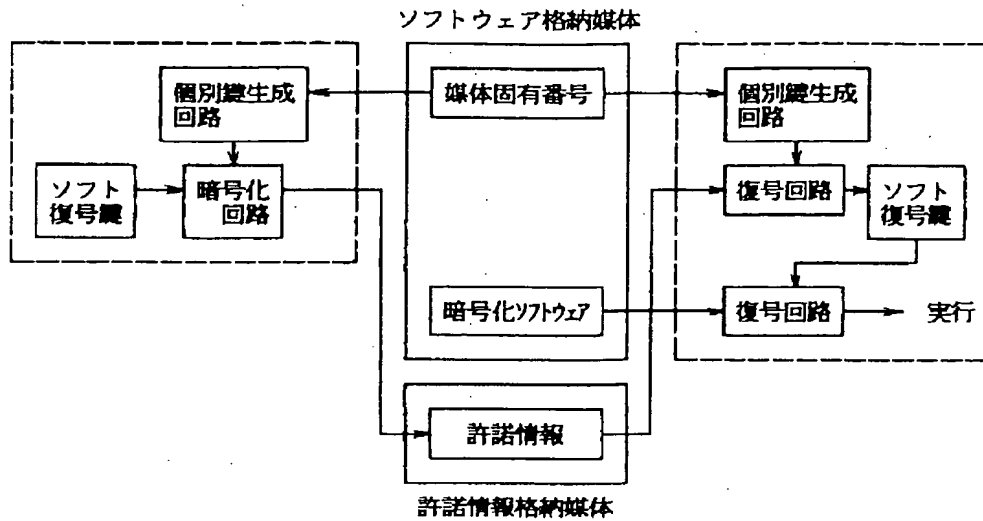 ソフトウェア格納媒体
個別鍵生成
回路
媒体固有番号
個別鍵生成
回路
ソフト
復号鍵
暗号化
回路
復号回路
ソフト
復号鍵
暗号化ソフトウェア
復号回路
実行
許諾情報
許諾情報格納媒体